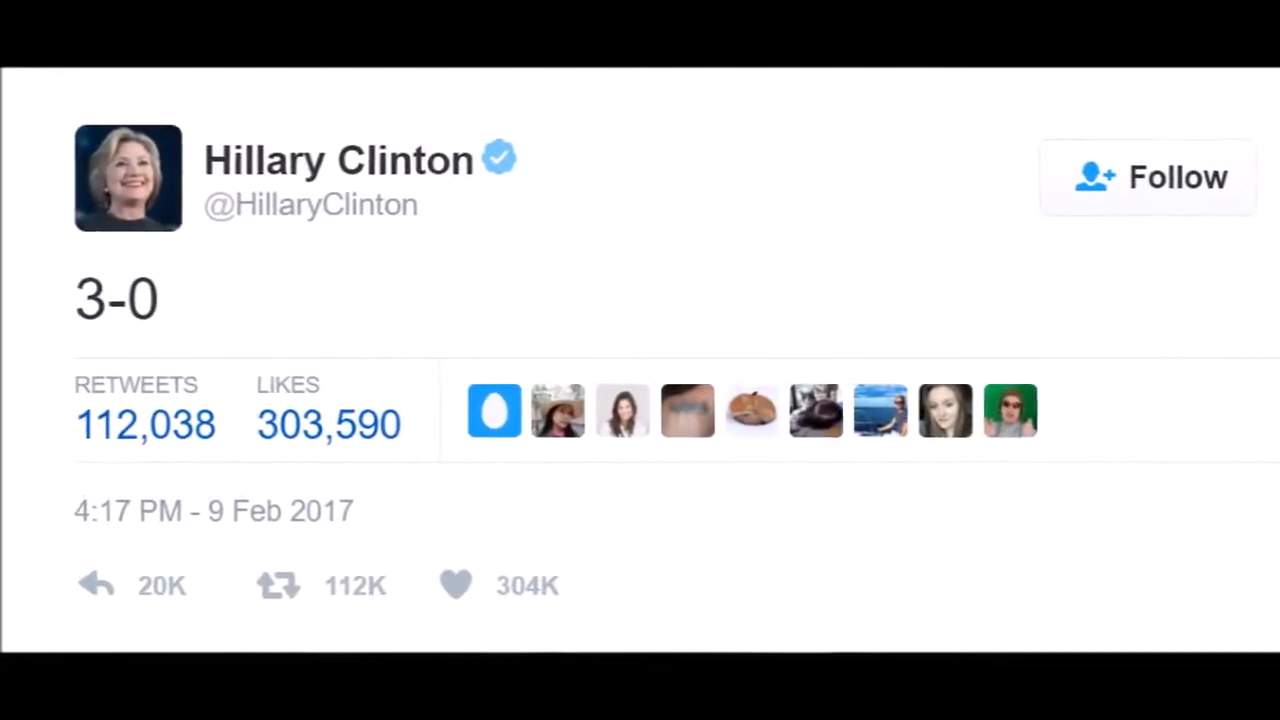 Hillary Clinton
@HillaryClinton
Follow
3-0
RETWEETS LIKES
112,038 303,590
4:17 PM - 9 Feb 2017
20K 112K 304K